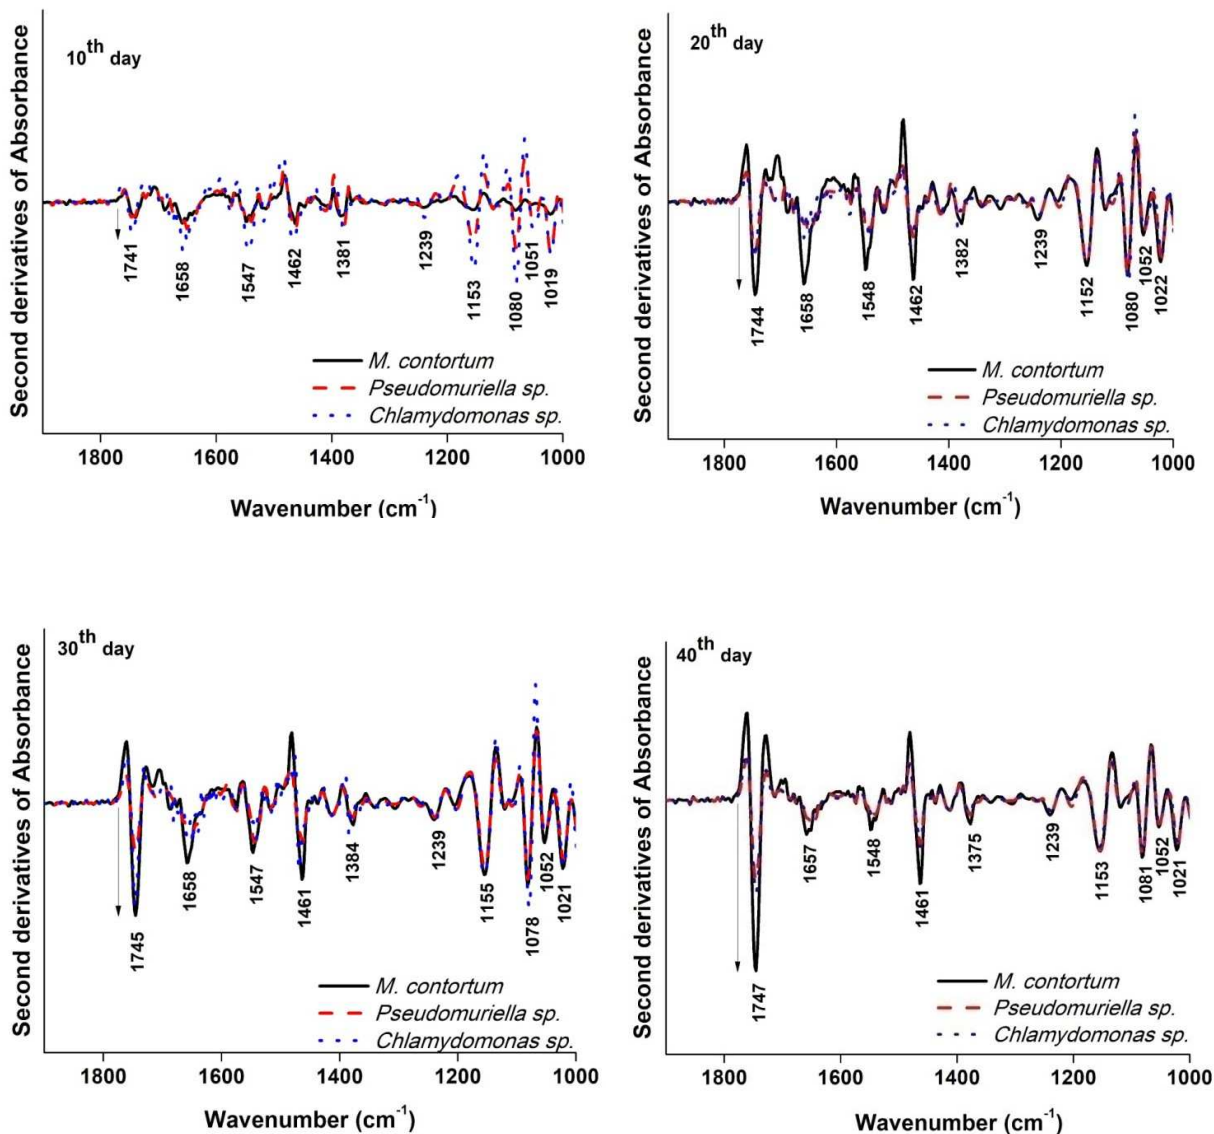 Second derivatives of Absorbance
10th day
1741
1658
1547
1462
1381
1239
1153
1080
1051
1019
M. contortum
Pseudomuriella sp.
Chlamydomonas sp.
1800 1600 1400 1200 1000
Wavenumber (cm-1)
Second derivatives of Absorbance
20th day
1744
1658
1548
1462
1382
1239
1152
1080
1052
1022
M. contortum
Pseudomuriella sp.
Chlamydomonas sp.
1800 1600 1400 1200 1000
Wavenumber (cm-1)
Second derivatives of Absorbance
30th day
1745
1658
1547
1461
1384
1239
1155
1078
1052
1021
M. contortum
Pseudomuriella sp.
Chlamydomonas sp.
1800 1600 1400 1200 1000
Wavenumber (cm-1)
Second derivatives of Absorbance
40th day
1747
1657
1548
1461
1375
1239
1153
1081
1052
1021
M. contortum
Pseudomuriella sp.
Chlamydomonas sp.
1800 1600 1400 1200 1000
Wavenumber (cm-1)